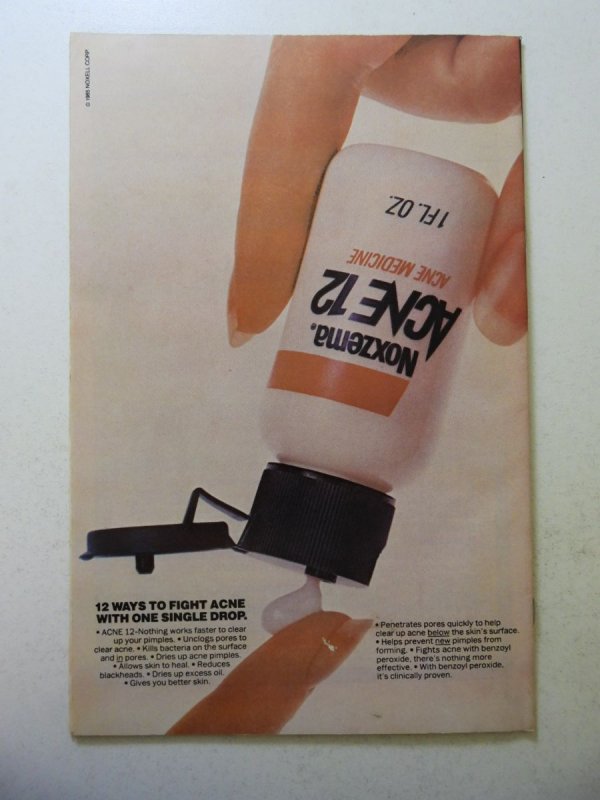 © 1985 NOXELL CORP.
1 FL. OZ.
ACNE MEDICINE
ACNE 12
Noxzema.
12 WAYS TO FIGHT ACNE
WITH ONE SINGLE DROP.
• ACNE 12–Nothing works faster to clear
up your pimples. • Unclogs pores to
clear acne. • Kills bacteria on the surface
and in pores. • Dries up acne pimples.
• Allows skin to heal. • Reduces
blackheads. • Dries up excess oil.
• Gives you better skin.
• Penetrates pores quickly to help
clear up acne below the skin's surface.
• Helps prevent new pimples from
forming. • Fights acne with benzoyl
peroxide, there's nothing more
effective. • With benzoyl peroxide,
it's clinically proven.